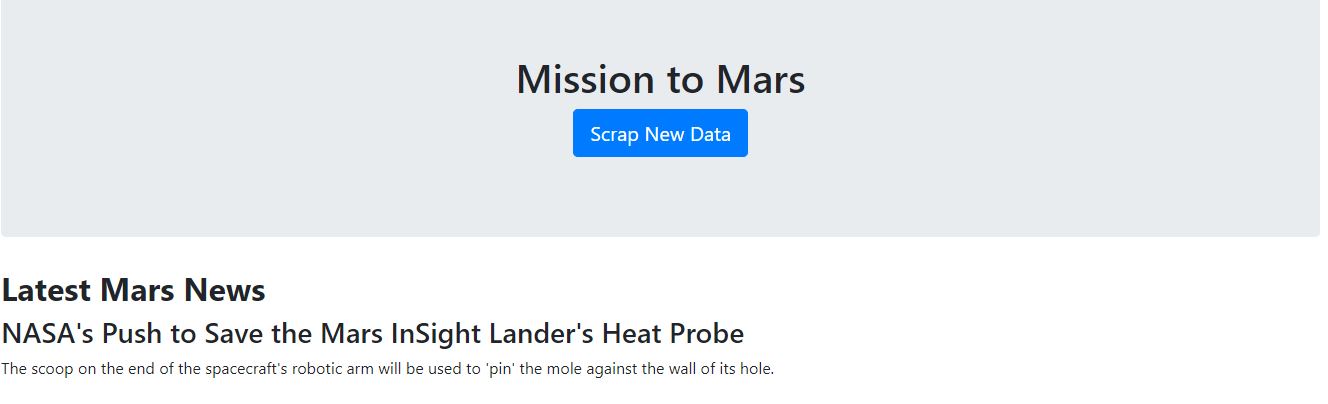 Mission to Mars
Scrap New Data
Latest Mars News
NASA's Push to Save the Mars InSight Lander's Heat Probe
The scoop on the end of the spacecraft's robotic arm will be used to 'pin' the mole against the wall of its hole.